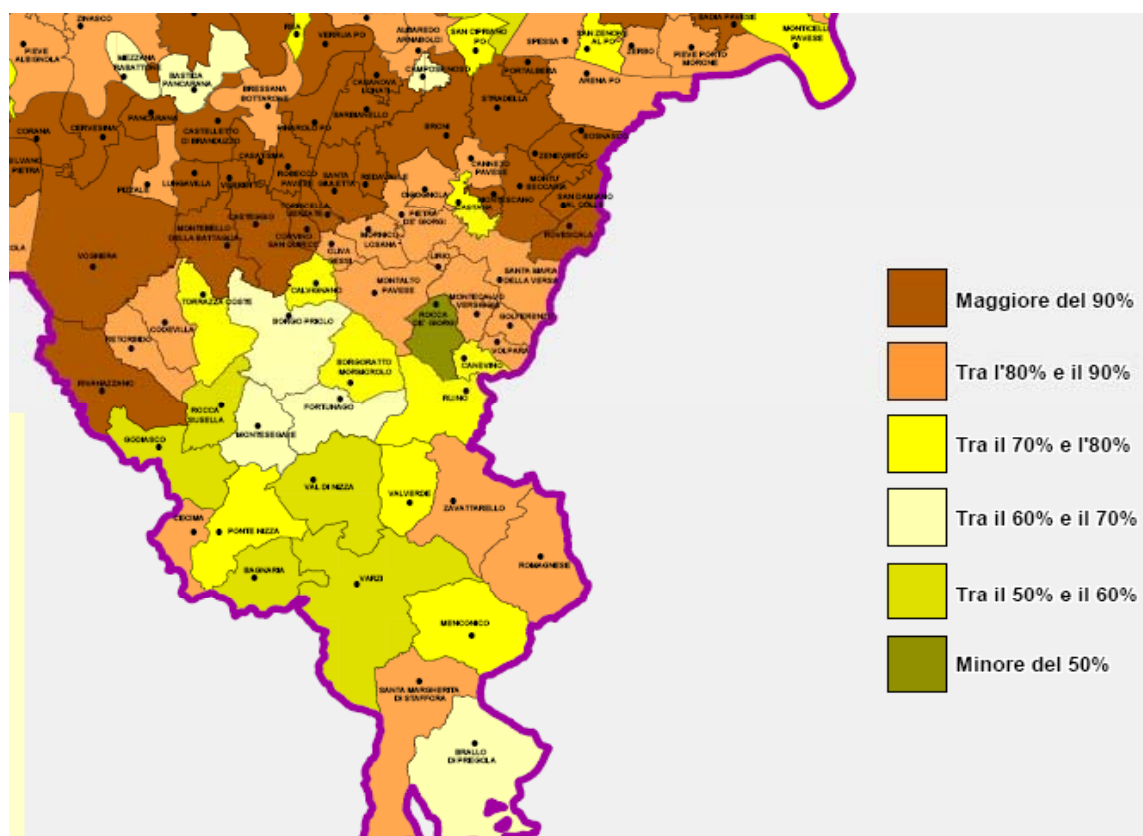 ZINASCO
REA
VERRUA PO
ALBAREDO
ARNABOLDI
SAN CIPRIANO
PO
SPESSA
SAN ZENONE
AL PO
ZERBO
BADIA PAVESE
PIEVE PORTO
MORONE
MONTICELLI
PAVESE
PIEVE
ALBIGNOLA
MEZZANA
RABATTONE
BASTIDA
PANCARANA
BRESSANA
BOTTARONE
CASANOVA
LONATI
CAMPOSPINOSO
PORTALBERA
ARENA PO
STRADELLA
CORANA
CERVESINA
PANCARANA
CASTELLETTO
DI BRANDUZZO
PINAROLO PO
BARBIANELLO
BRONI
BOSNASCO
ZENEVREDO
PIETRA
PIZZALE
LUNGAVILLA
VERRETTO
CASATISMA
ROBECCO
PAVESE
SANTA
GIULETTA
REDAVALLE
CIGOGNOLA
CANNETO
PAVESE
CASTANA
MONTESCANO
MONTU'
BECCARIA
SAN DAMIANO
AL COLLE
ROVESCALA
VOGHERA
MONTEBELLO
DELLA BATTAGLIA
CASTEGGIO
TORRICELLA
VERZATE
CORVINO
SAN QUIRICO
OLIVA
GESSI
MORNICO
LOSANA
PIETRA
DE' GIORGI
LIRIO
SANTA MARIA
DELLA VERSA
TORRAZZA COSTE
CALVIGNANO
MONTALTO
PAVESE
ROCCA
DE' GIORGI
MONTECALVO
VERSIGGIA
GOLFERENZO
VOLPARA
CANEVINO
CODEVILLA
RETORBIDO
BORGO PRIOLO
BORGORATTO
MORMOROLO
RUINO
RIVANAZZANO
ROCCA
SUSELLA
FORTUNAGO
MONTESEGALE
GODIASCO
VAL DI NIZZA
VALVERDE
ZAVATTARELLO
CECIMA
PONTE NIZZA
ROMAGNESE
BAGNARIA
VARZI
MENCONICO
SANTA MARGHERITA
DI STAFFORA
BRALLO
DI PREGOLA
Maggiore del 90%
Tra l'80% e il 90%
Tra il 70% e l'80%
Tra il 60% e il 70%
Tra il 50% e il 60%
Minore del 50%